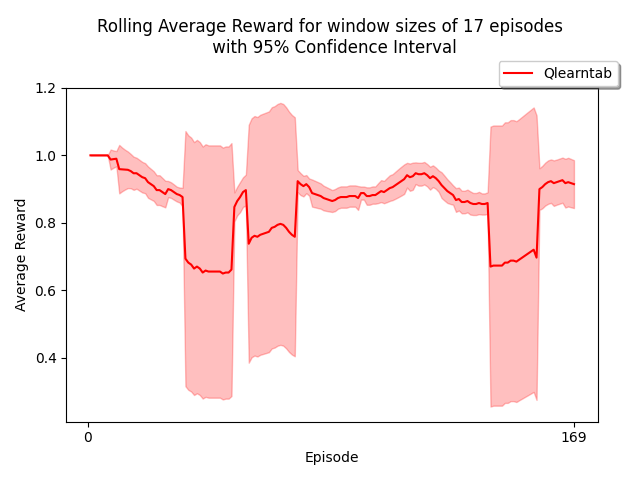 Rolling Average Reward for window sizes of 17 episodes
with 95% Confidence Interval
Qlearntab
1.2
1.0
0.8
0.6
0.4
Average Reward
0
169
Episode